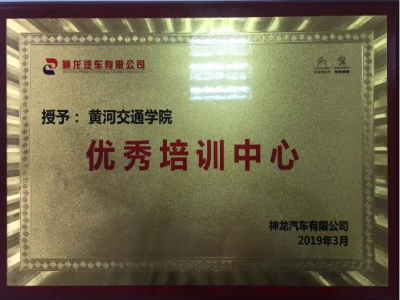 神龙汽车有限公司
授予：黄河交通学院
优秀培训中心
神龙汽车有限公司
2019年3月